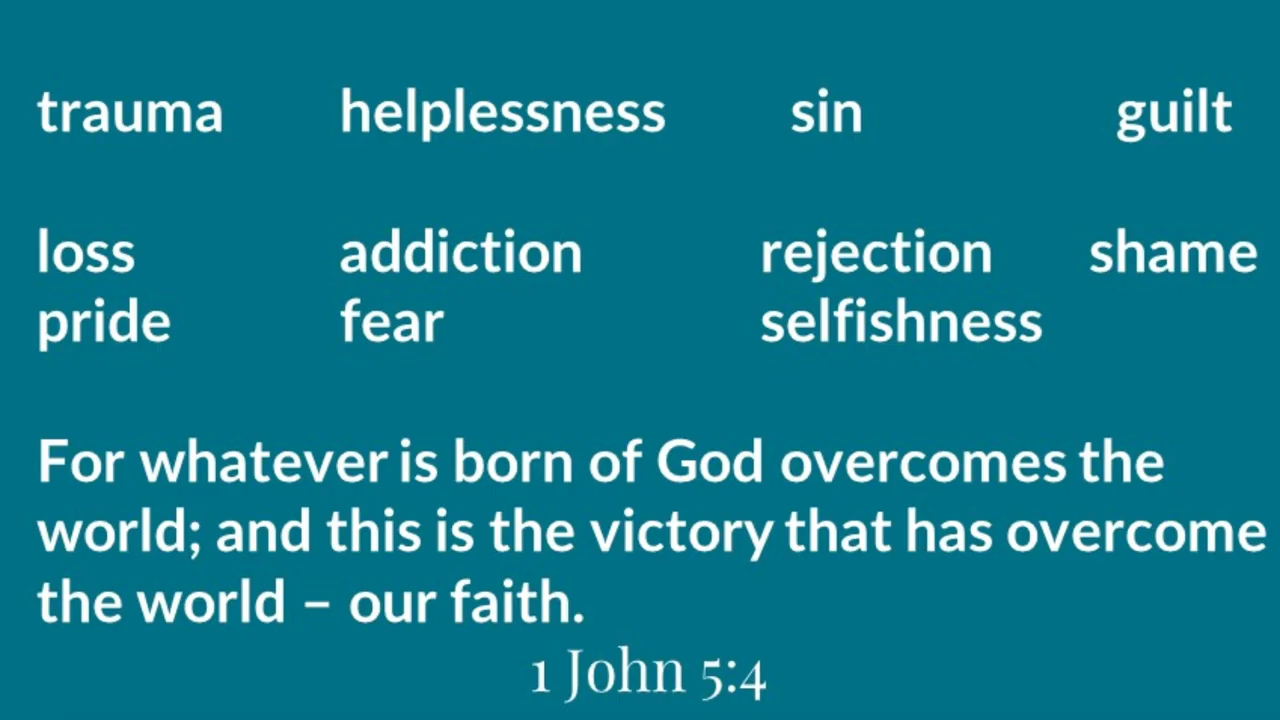 trauma helplessness sin guilt
loss addiction rejection shame
pride fear selfishness
For whatever is born of God overcomes the
world; and this is the victory that has overcome
the world – our faith.
1 John 5:4